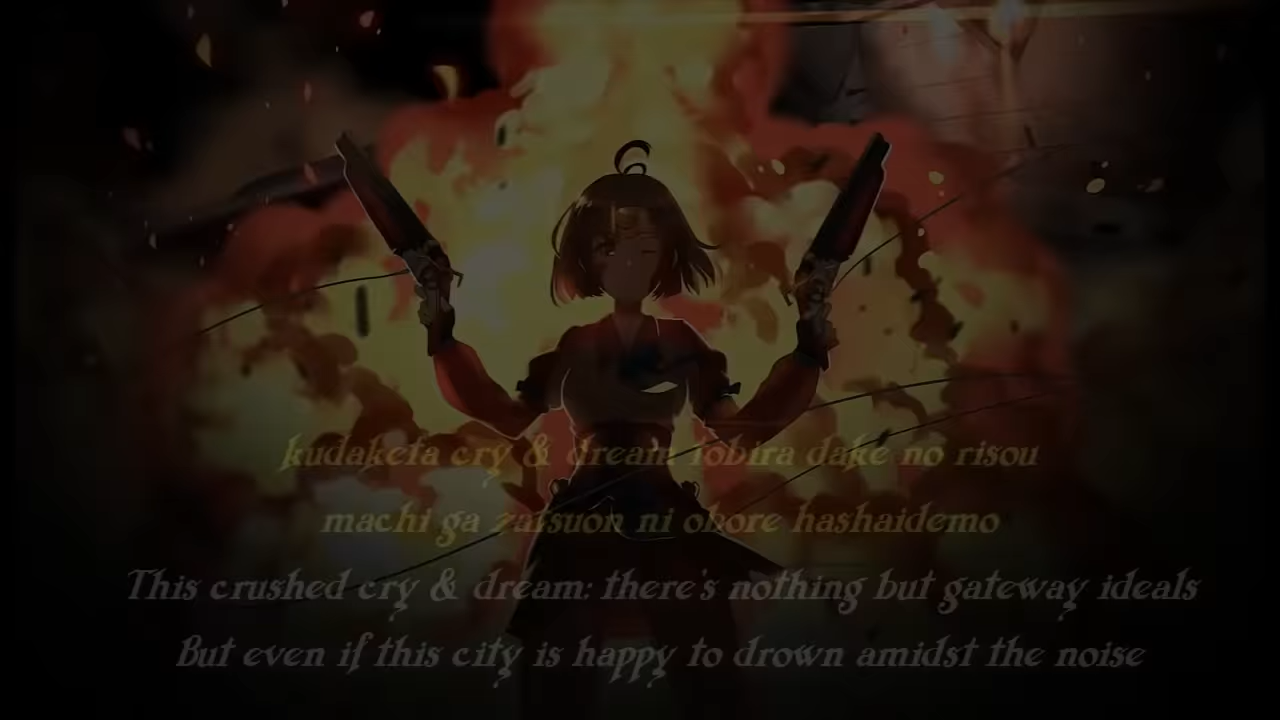 kudaketa cry & dream tobira dake no risou
machi ga zatsuon ni obore hashaidemo
This crushed cry & dream: there's nothing but gateway ideals
But even if this city is happy to drown amidst the noise